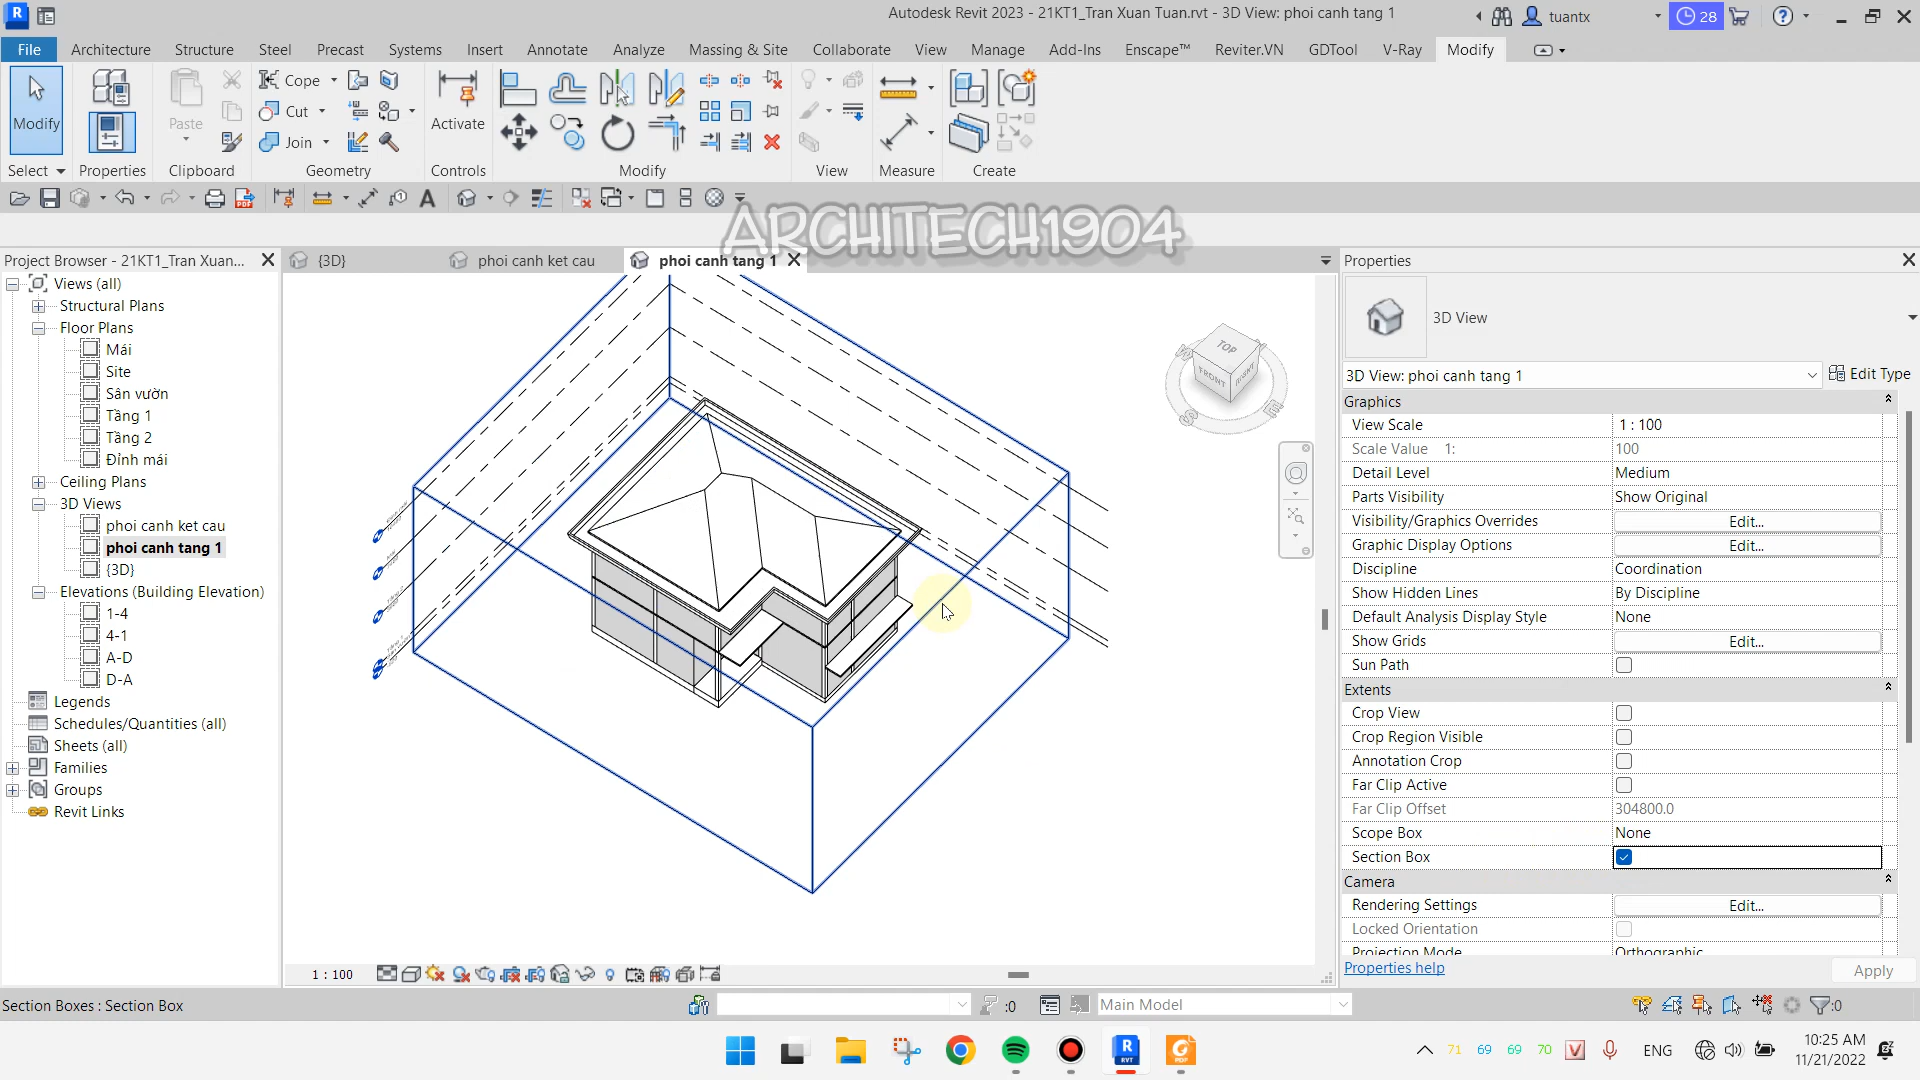 Autodesk Revit 2023 - 21KT1_Tran Xuan Tuan.rvt - 3D View: phoi canh tang 1
tuantx
28
File Architecture Structure Steel Precast Systems Insert Annotate Analyze Massing & Site Collaborate View Manage Add-Ins Enscape™ Reviter.VN GDTool V-Ray Modify
Modify
Paste
Cope
Cut
Join
Activate
Select Properties Clipboard Geometry Controls Modify View Measure Create
ARCHITECH1904
Project Browser - 21KT1_Tran Xuan...
{3D}
phoi canh ket cau
phoi canh tang 1
Properties
Views (all)
Structural Plans
Floor Plans
Mái
Site
Sân vườn
Tầng 1
Tầng 2
Đỉnh mái
Ceiling Plans
3D Views
phoi canh ket cau
phoi canh tang 1
{3D}
Elevations (Building Elevation)
1-4
4-1
A-D
D-A
Legends
Schedules/Quantities (all)
Sheets (all)
Families
Groups
Revit Links
TOP
FRONT
RIGHT
W
S
E
3D View
3D View: phoi canh tang 1
Edit Type
Graphics
View Scale 1 : 100
Scale Value 1: 100
Detail Level Medium
Parts Visibility Show Original
Visibility/Graphics Overrides Edit...
Graphic Display Options Edit...
Discipline Coordination
Show Hidden Lines By Discipline
Default Analysis Display Style None
Show Grids Edit...
Sun Path
Extents
Crop View
Crop Region Visible
Annotation Crop
Far Clip Active
Far Clip Offset 304800.0
Scope Box None
Section Box
Camera
Rendering Settings Edit...
Locked Orientation
Projection Mode Orthographic
Properties help
Apply
1 : 100
Section Boxes : Section Box
:0
Main Model
:0
71 69 69 70
ENG
10:25 AM
11/21/2022